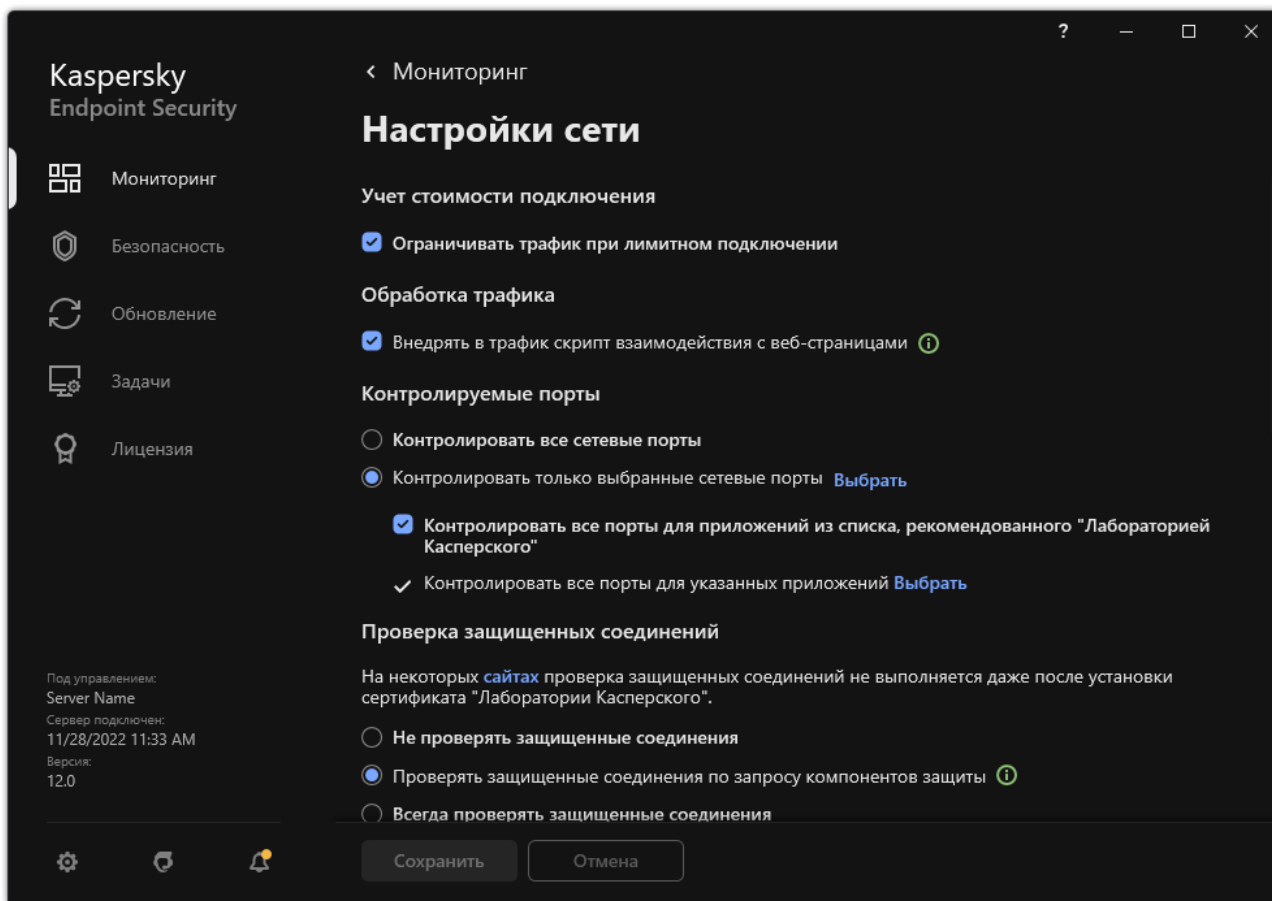 ?
Kaspersky
Endpoint Security
Мониторинг
Безопасность
Обновление
Задачи
Лицензия
Под управлением:
Server Name
Сервер подключен:
11/28/2022 11:33 AM
Версия:
12.0
Мониторинг
Настройки сети
Учет стоимости подключения
Ограничивать трафик при лимитном подключении
Обработка трафика
Внедрять в трафик скрипт взаимодействия с веб-страницами
Контролируемые порты
Контролировать все сетевые порты
Контролировать только выбранные сетевые порты Выбрать
Контролировать все порты для приложений из списка, рекомендованного "Лабораторией
Касперского"
Контролировать все порты для указанных приложений Выбрать
Проверка защищенных соединений
На некоторых сайтах проверка защищенных соединений не выполняется даже после установки
сертификата "Лаборатории Касперского".
Не проверять защищенные соединения
Проверять защищенные соединения по запросу компонентов защиты
Всегда проверять защищенные соединения
Сохранить
Отмена